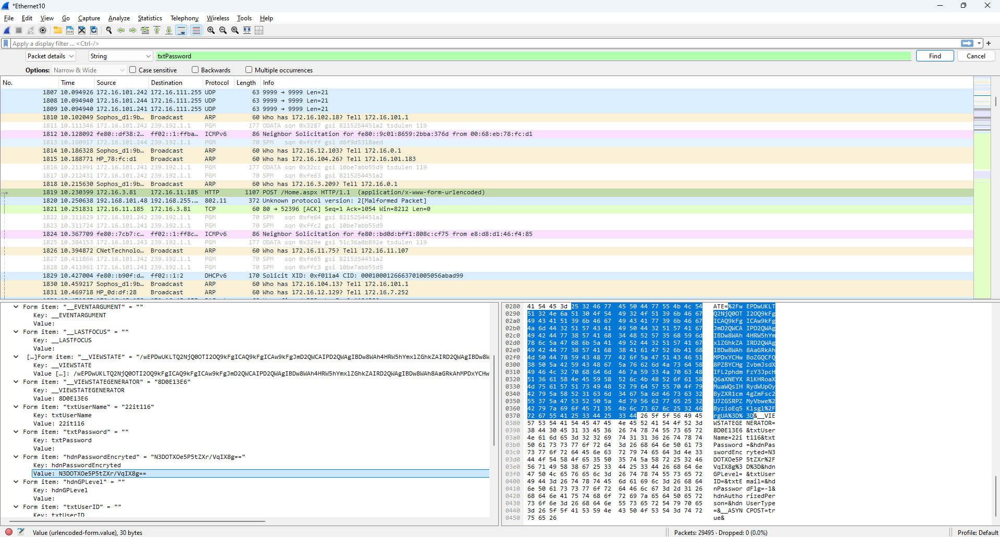 *Ethernet10
File Edit View Go Capture Analyze Statistics Telephony Wireless Tools Help
Apply a display filter ... <Ctrl-/>
Packet details String txtPassword Find Cancel
Options: Narrow & Wide Case sensitive Backwards Multiple occurrences
No. Time Source Destination Protocol Length Info
1807 10.094926 172.16.101.242 172.16.111.255 UDP 63 9999 → 9999 Len=21
1808 10.094940 172.16.101.244 172.16.111.255 UDP 63 9999 → 9999 Len=21
1809 10.094940 172.16.101.241 172.16.111.255 UDP 63 9999 → 9999 Len=21
1810 10.102049 Sophos_d1:9b… Broadcast ARP 60 Who has 172.16.102.18? Tell 172.16.101.1
1811 10.111346 172.16.101.242 239.192.1.1 PGM 177 ODATA sqn 0x3287 gsi 8215254451a2 tsdulen 119
1812 10.128092 fe80::df38:2… ff02::1:ffba… ICMPv6 86 Neighbor Solicitation for fe80::9c01:8659:2bba:376d from 00:68:eb:78:fc:d1
1813 10.160917 172.16.101.244 239.192.1.1 PGM 70 SPM sqn 0xfcff gsi d6f9d5318aed
1814 10.186328 Sophos_d1:9b… Broadcast ARP 60 Who has 172.16.12.103? Tell 172.16.0.1
1815 10.188771 HP_78:fc:d1 Broadcast ARP 60 Who has 172.16.104.26? Tell 172.16.101.183
1816 10.211991 172.16.101.241 239.192.1.1 PGM 177 ODATA sqn 0x32cc gsi 10be7abb55d9 tsdulen 119
1817 10.212431 172.16.101.242 239.192.1.1 PGM 70 SPM sqn 0xfe63 gsi 8215254451a2
1818 10.215630 Sophos_d1:9b… Broadcast ARP 60 Who has 172.16.3.209? Tell 172.16.0.1
1819 10.230399 172.16.3.81 172.16.11.185 HTTP 1107 POST /Home.aspx HTTP/1.1 (application/x-www-form-urlencoded)
1820 10.250638 192.168.101.48 192.168.255.… 802.11 372 Unknown protocol version: 2[Malformed Packet]
1821 10.251831 172.16.11.185 172.16.3.81 TCP 60 80 → 52396 [ACK] Seq=1 Ack=1054 Win=8212 Len=0
1822 10.311629 172.16.101.242 239.192.1.1 PGM 70 SPM sqn 0xfe64 gsi 8215254451a2
1823 10.311724 172.16.101.241 239.192.1.1 PGM 70 SPM sqn 0xffc2 gsi 10be7abb55d9
1824 10.367709 fe80::7cb7:c… ff02::1:ff8c… ICMPv6 86 Neighbor Solicitation for fe80::bd0d:bff1:808c:cf75 from e8:d8:d1:46:f4:85
1825 10.384153 172.16.101.243 239.192.1.1 PGM 177 ODATA sqn 0x329e gsi 51c36a0b892e tsdulen 119
1826 10.394872 CNetTechnolo… Broadcast ARP 60 Who has 172.16.11.75? Tell 172.16.11.107
1827 10.411866 172.16.101.242 239.192.1.1 PGM 70 SPM sqn 0xfe65 gsi 8215254451a2
1828 10.411961 172.16.101.241 239.192.1.1 PGM 70 SPM sqn 0xffc3 gsi 10be7abb55d9
1829 10.427004 fe80::b90f:d… ff02::1:2 DHCPv6 170 Solicit XID: 0xf011a4 CID: 0001000126663701005056abad99
1830 10.459217 Sophos_d1:9b… Broadcast ARP 60 Who has 172.16.104.13? Tell 172.16.101.1
1831 10.469718 HP_0d:df:28 Broadcast ARP 60 Who has 172.16.12.129? Tell 172.16.7.252
Form item: "__EVENTARGUMENT" = ""
Key: __EVENTARGUMENT
Value:
Form item: "__LASTFOCUS" = ""
Key: __LASTFOCUS
Value:
[…]Form item: "__VIEWSTATE" = "/wEPDwUKLTQ2NjQ0OTI2OQ9kFgICAQ9kFgICAw9kFgJmD2QWCAIPD2QWAgIBDw8WAh4HRW5hYmxlZGhkZAIRD2QWAgIBDw8W
Key: __VIEWSTATE
Value […]: /wEPDwUKLTQ2NjQ0OTI2OQ9kFgICAQ9kFgICAw9kFgJmD2QWCAIPD2QWAgIBDw8WAh4HRW5hYmxlZGhkZAIRD2QWAgIBDw8WAh8AaGRkAhMPDxYCHw
Form item: "__VIEWSTATEGENERATOR" = "8D0E13E6"
Key: __VIEWSTATEGENERATOR
Value: 8D0E13E6
Form item: "txtUserName" = "22it116"
Key: txtUserName
Value: 22it116
Form item: "txtPassword" = ""
Key: txtPassword
Value:
Form item: "hdnPasswordEncryted" = "N3DOTXOe5P5tZXr/VqIX8g=="
Key: hdnPasswordEncryted
Value: N3DOTXOe5P5tZXr/VqIX8g==
Form item: "hdnGPLevel" = ""
Key: hdnGPLevel
Value:
Form item: "txtUserID" = ""
Key: txtUserID
0280 41 54 45 3d 25 32 46 77 45 50 44 77 55 4b 4c 54 ATE=%2Fw EPDwUKLT
0290 51 32 4e 6a 51 30 4f 54 49 32 4f 51 39 6b 46 67 Q2NjQ0OT I2OQ9kFg
02a0 49 43 41 51 39 6b 46 67 49 43 41 77 39 6b 46 67 ICAQ9kFg ICAw9kFg
02b0 4a 6d 44 32 51 57 43 41 49 50 44 32 51 57 41 67 JmD2QWCA IPD2QWAg
02c0 49 42 44 77 38 57 41 68 34 48 52 57 35 68 59 6d IBDw8WAh 4HRW5hYm
02d0 78 6c 5a 47 68 6b 5a 41 49 52 44 32 51 57 41 67 xlZGhkZA IRD2QWAg
02e0 49 42 44 77 38 57 41 68 38 41 61 47 52 6b 41 68 IBDw8WAh 8AaGRkAh
02f0 4d 50 44 78 59 43 48 77 42 6f 5a 47 51 43 46 51 MPDxYCHw BoZGQCFQ
0300 38 50 5a 42 59 43 48 67 5a 76 62 6d 4a 73 64 58 8PZBYCHg ZvbmJsdX
0310 49 46 4c 32 70 68 64 6d 46 7a 59 33 4a 70 63 48 IFL2phdm FzY3JpcH
0320 51 36 61 58 4e 45 59 58 52 6c 4b 48 52 6f 61 58 Q6aXNEYX RlKHRoaX
0330 4d 75 61 57 51 73 49 48 52 79 64 57 55 70 4f 79 MuaWQsIH RydWUpOy
0340 42 79 5a 58 52 31 63 6d 34 67 5a 6d 46 73 63 32 ByZXR1cm 4gZmFsc2
0350 55 37 5a 47 53 52 50 5a 4d 79 56 62 77 65 25 32 U7ZGSRPZ MyVbwe%2
0360 42 79 7a 69 6f 45 71 35 4b 6c 73 67 6c 25 32 46 ByzioEq5 Klsgl%2F
0370 72 67 55 41 25 33 44 25 33 44 26 5f 5f 56 49 45 rgUA%3D% 3D&__VIE
0380 57 53 54 41 54 45 47 45 4e 45 52 41 54 4f 52 3d WSTATEGE NERATOR=
0390 38 44 30 45 31 33 45 36 26 74 78 74 55 73 65 72 8D0E13E6 &txtUser
03a0 4e 61 6d 65 3d 32 32 69 74 31 31 36 26 74 78 74 Name=22i t116&txt
03b0 50 61 73 73 77 6f 72 64 3d 26 68 64 6e 50 61 73 Password =&hdnPas
03c0 73 77 6f 72 64 45 6e 63 72 79 74 65 64 3d 4e 33 swordEnc ryted=N3
03d0 44 4f 54 58 4f 65 35 50 35 74 5a 58 72 25 32 46 DOTXOe5P 5tZXr%2F
03e0 56 71 49 58 38 67 25 33 44 25 33 44 26 68 64 6e VqIX8g%3 D%3D&hdn
03f0 47 50 4c 65 76 65 6c 3d 26 74 78 74 55 73 65 72 GPLevel= &txtUser
0400 49 44 3d 26 74 78 74 45 6d 61 69 6c 3d 26 68 64 ID=&txtE mail=&hd
0410 6e 50 61 73 73 77 6f 72 64 46 6c 67 3d 2d 31 26 nPasswor dFlg=-1&
0420 68 64 6e 41 75 74 68 6f 72 69 7a 65 64 50 65 72 hdnAutho rizedPer
0430 73 6f 6e 3d 26 68 64 6e 55 73 65 72 54 79 70 65 son=&hdn UserType
0440 3d 26 5f 5f 41 53 59 4e 43 50 4f 53 54 3d 74 72 =&__ASYN CPOST=tr
0450 75 65 26 ue&
Value (urlencoded-form.value), 30 bytes
Packets: 29495 · Dropped: 0 (0.0%)
Profile: Default